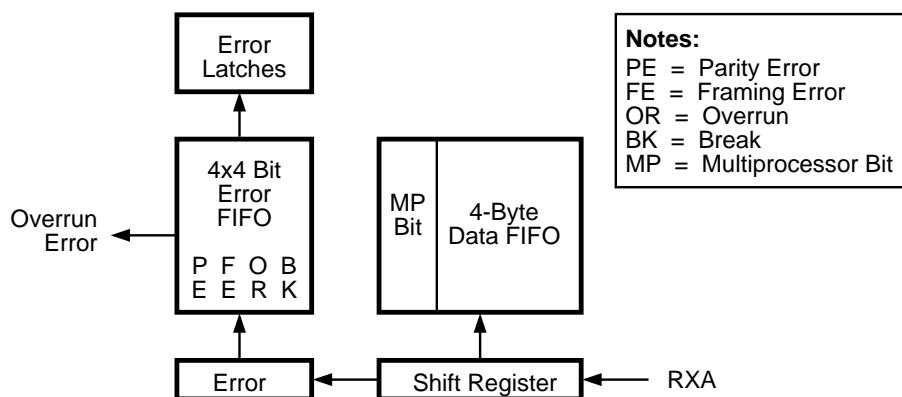 Error
Latches
Notes:
PE = Parity Error
FE = Framing Error
OR = Overrun
BK = Break
MP = Multiprocessor Bit
4x4 Bit
Error
FIFO
MP
Bit
4-Byte
Data FIFO
Overrun
Error
P F O B
E E R K
Error
Shift Register
RXA